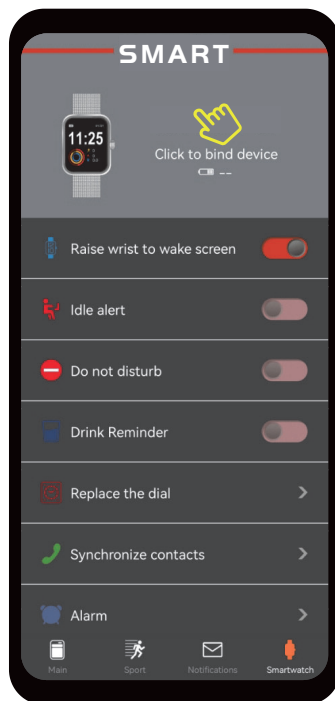 SMART
11:25
Click to bind device
--
Raise wrist to wake screen
Idle alert
Do not disturb
Drink Reminder
Replace the dial
Synchronize contacts
Alarm
Main Sport Notifications Smartwatch